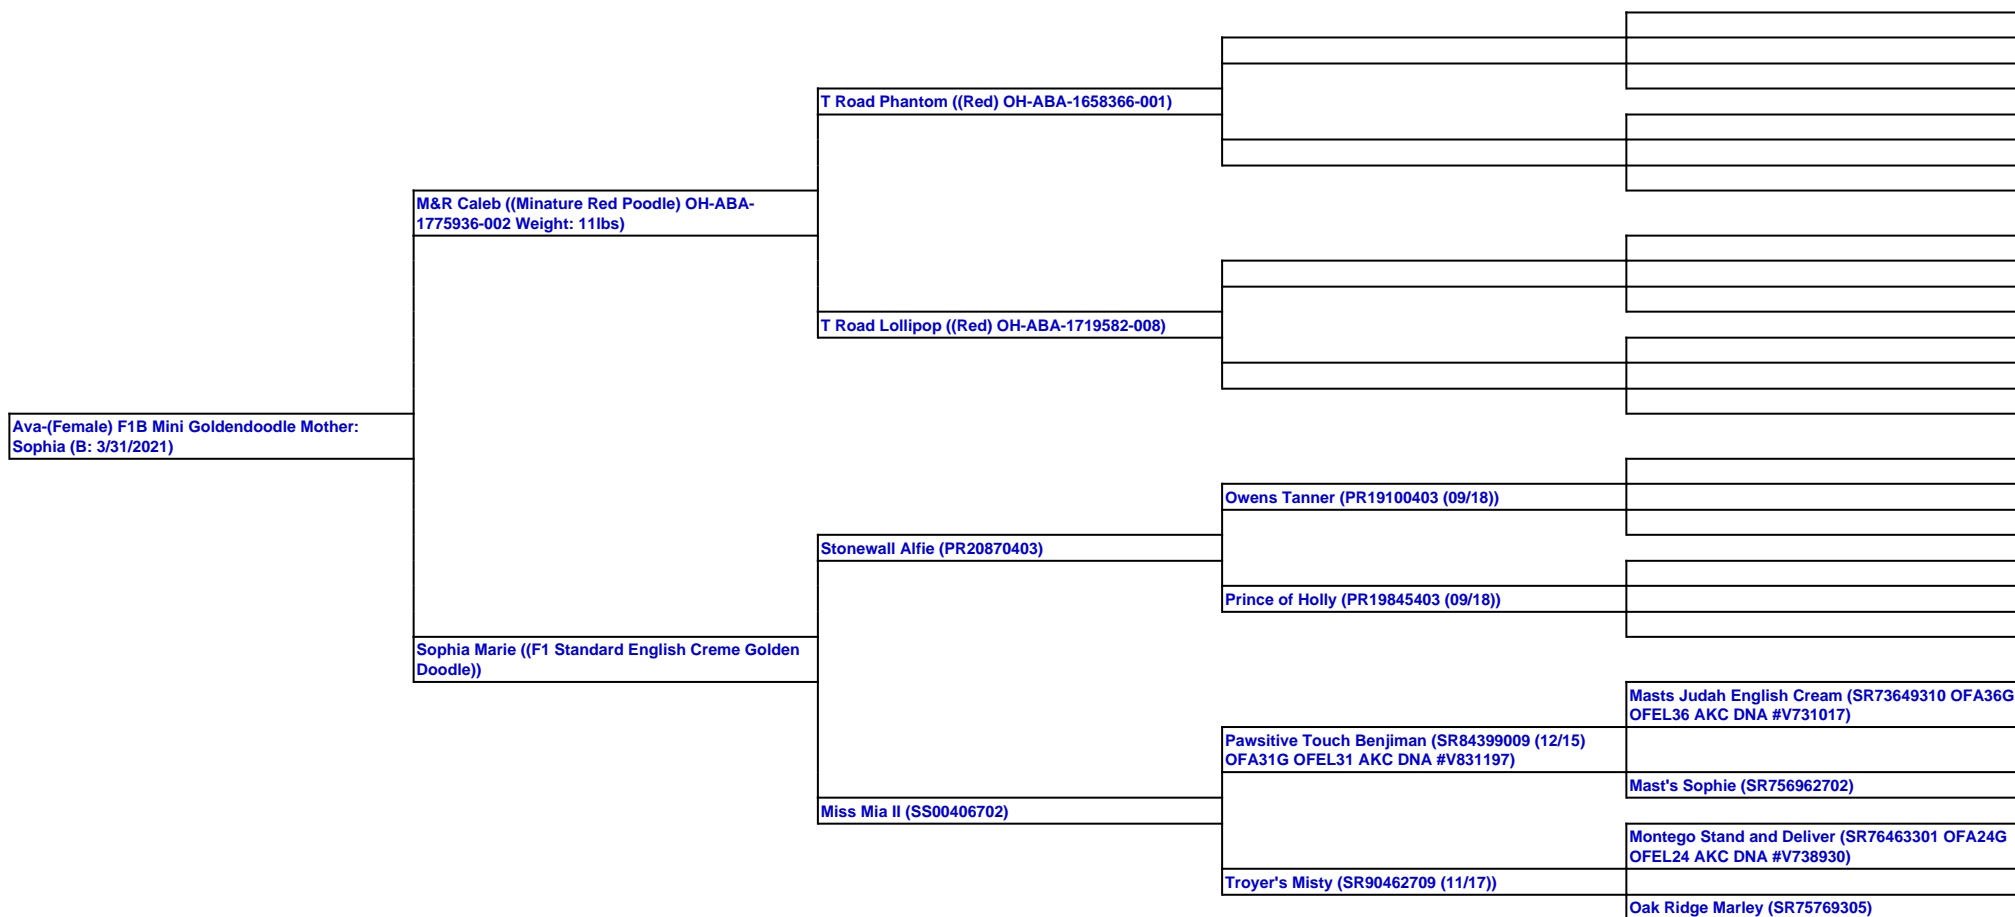 T Road Phantom ((Red) OH-ABA-1658366-001)
M&R Caleb ((Minature Red Poodle) OH-ABA-
1775936-002 Weight: 11lbs)
T Road Lollipop ((Red) OH-ABA-1719582-008)
Ava-(Female) F1B Mini Goldendoodle Mother:
Sophia (B: 3/31/2021)
Owens Tanner (PR19100403 (09/18))
Stonewall Alfie (PR20870403)
Prince of Holly (PR19845403 (09/18))
Sophia Marie ((F1 Standard English Creme Golden
Doodle))
Masts Judah English Cream (SR73649310 OFA36G
OFEL36 AKC DNA #V731017)
Pawsitive Touch Benjiman (SR84399009 (12/15)
OFA31G OFEL31 AKC DNA #V831197)
Mast's Sophie (SR756962702)
Miss Mia II (SS00406702)
Montego Stand and Deliver (SR76463301 OFA24G
OFEL24 AKC DNA #V738930)
Troyer's Misty (SR90462709 (11/17))
Oak Ridge Marley (SR75769305)